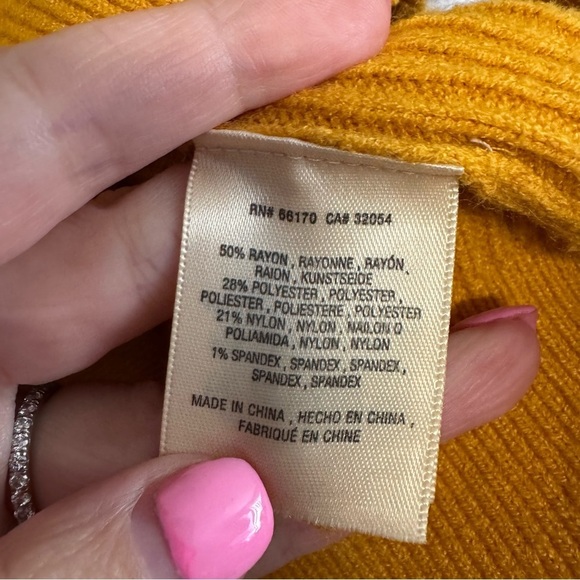 RN# 66170 CA# 32054
50% RAYON, RAYONNE, RAYÓN,
RAION, KUNSTSEIDE
28% POLYESTER, POLYESTER,
POLIESTER, POLIESTERE, POLYESTER
21% NYLON, NYLON, NAILON O
POLIAMIDA, NYLON, NYLON
1% SPANDEX, SPANDEX, SPANDEX,
SPANDEX, SPANDEX
MADE IN CHINA, HECHO EN CHINA,
FABRIQUÉ EN CHINE